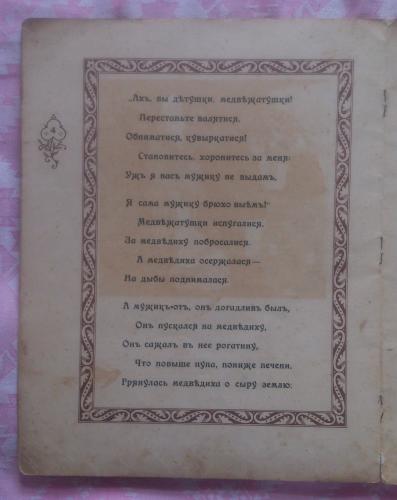 4
„Ахъ, вы дѣтушки, медвѣжатушки!
Перестаньте валятися,
Обниматися, кувыркатися!
Становитесь, хоронитесь за меня:
Ужъ я васъ мужику не выдамъ,
Я сама мужику брюхо выемъ!“
Медвѣжатушки испугалися,
За медвѣдиху побросалися.
А медвѣдиха осержалася—
На дыбы поднималася.
А мужикъ-отъ, онъ догадливъ былъ,
Онъ пускался на медвѣдиху,
Онъ сажалъ въ нее рогатину,
Что повыше пупа, пониже печени.
Грянулась медвѣдиха о сыру землю: